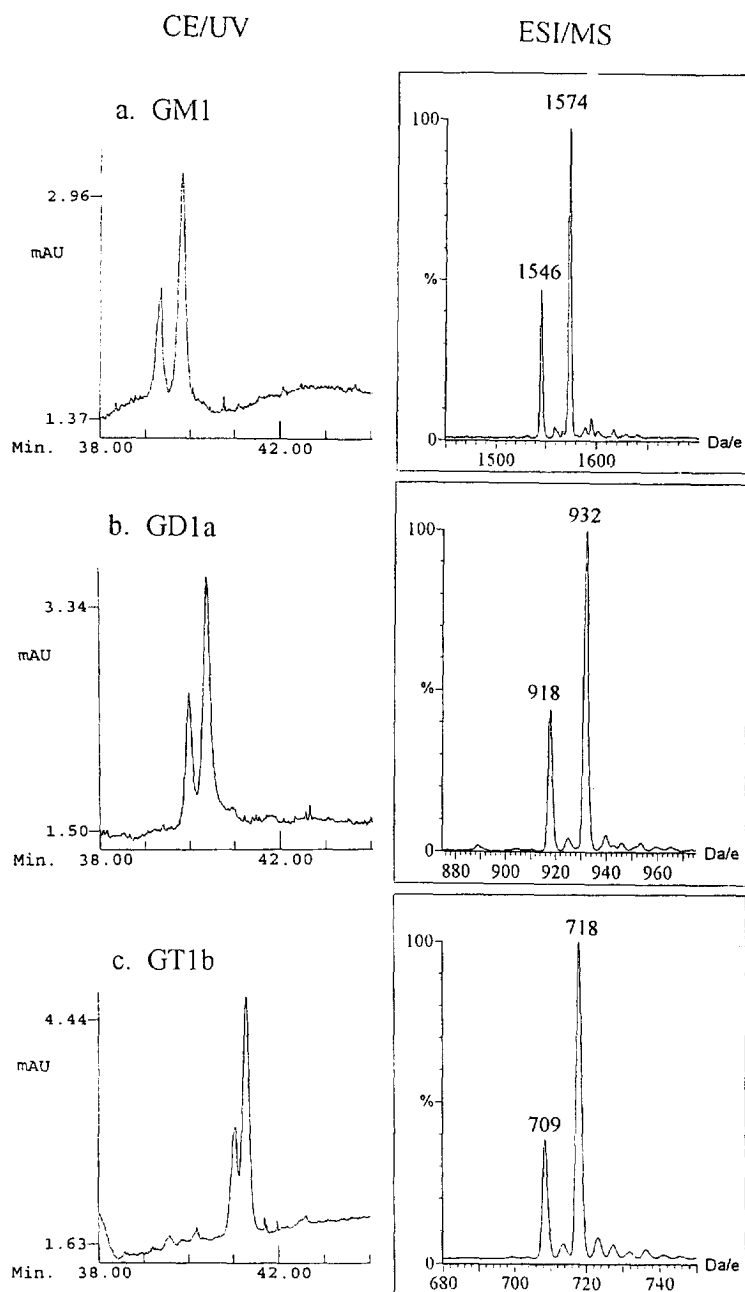 CE/UV
ESI/MS
a. GM1
2.96
mAU
1.37
Min.
38.00
42.00
1574
100
1546
%
0
1500
1600
Da/e
b. GD1a
3.34
mAU
1.50
Min.
38.00
42.00
932
100
918
%
0
880
900
920
940
960
Da/e
c. GT1b
4.44
mAU
1.63
Min.
38.00
42.00
718
100
709
%
0
680
700
720
740
Da/e